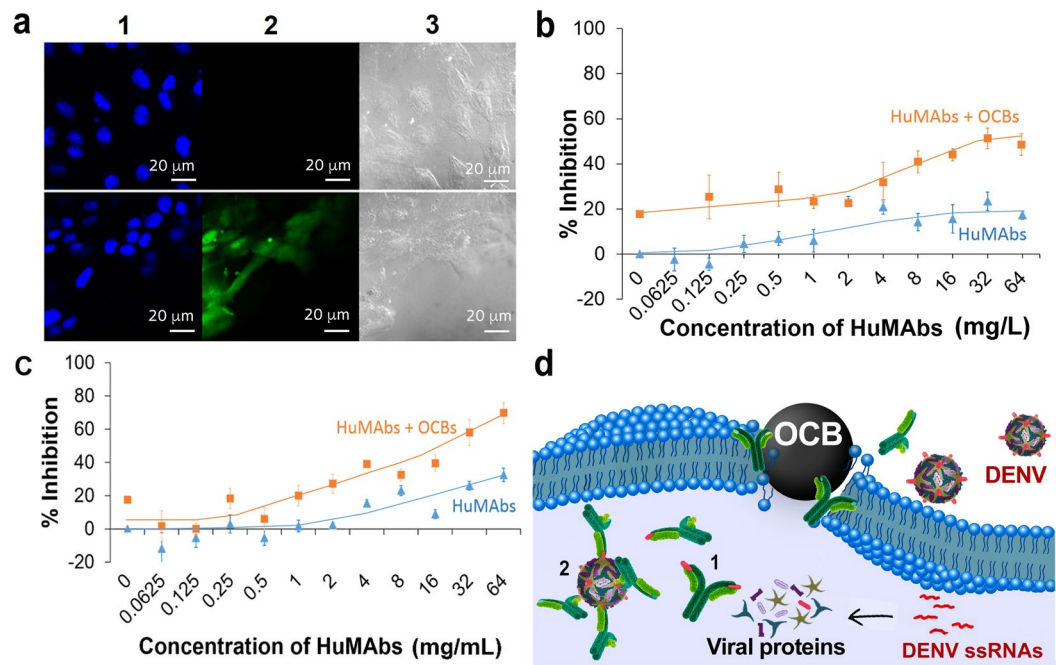 a
1 2 3
20 µm 20 µm 20 µm
20 µm 20 µm 20 µm
b
100
80
60
40
20
0
-20
% Inhibition
HuMAbs + OCBs
HuMAbs
0 0.0625 0.125 0.25 0.5 1 2 4 8 16 32 64
Concentration of HuMAbs (mg/L)
c
100
80
60
40
20
0
-20
% Inhibition
HuMAbs + OCBs
HuMAbs
0 0.0625 0.125 0.25 0.5 1 2 4 8 16 32 64
Concentration of HuMAbs (mg/mL)
d
OCB
DENV
2
1
Viral proteins
DENV ssRNAs